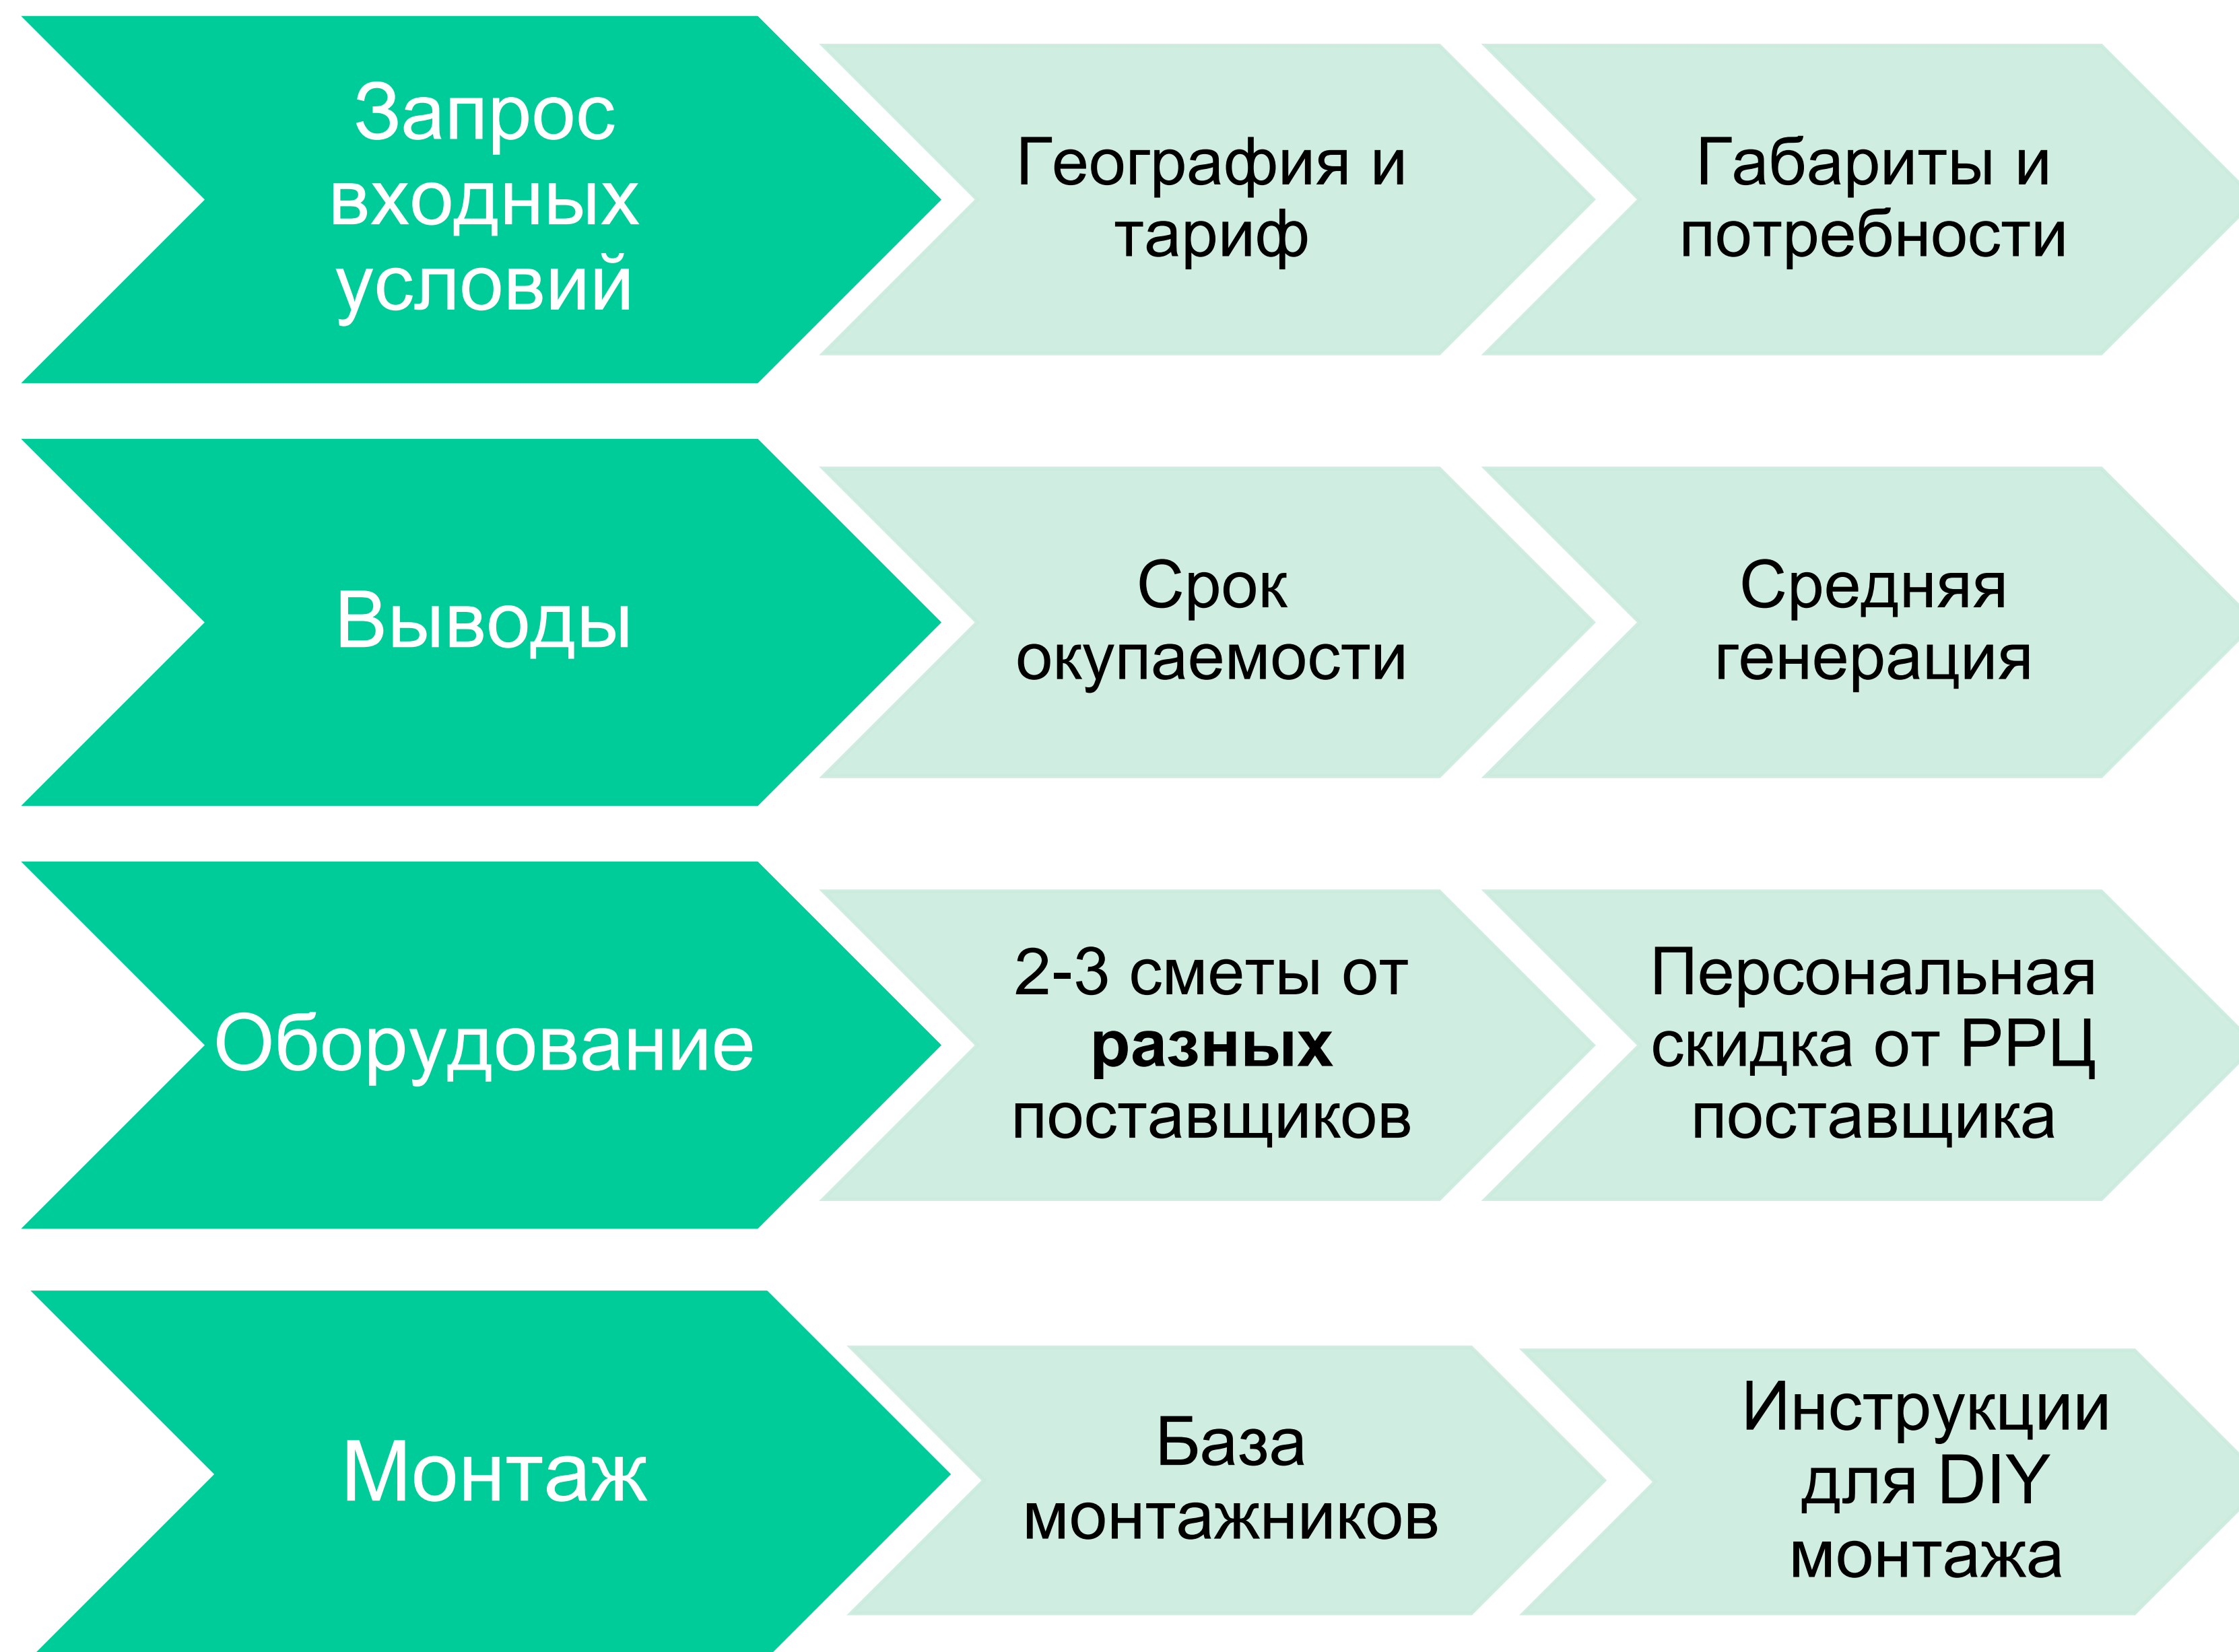 Запрос
входных
условий
География и
тариф
Габариты и
потребности
Выводы
Срок
окупаемости
Средняя
генерация
Оборудование
2-3 сметы от
разных
поставщиков
Персональная
скидка от РРЦ
поставщика
Монтаж
База
монтажников
Инструкции
для DIY
монтажа